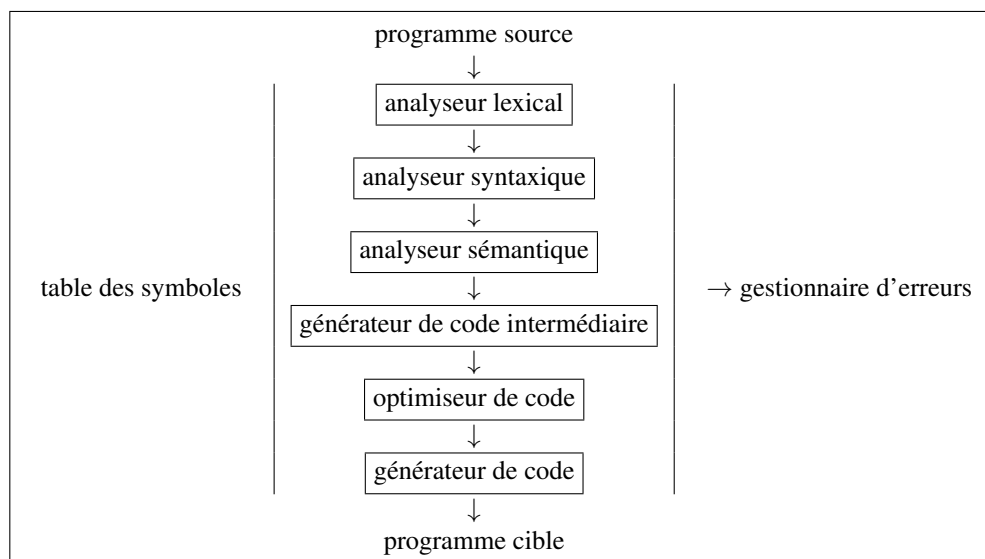 programme source
↓
analyseur lexical
↓
analyseur syntaxique
↓
analyseur sémantique
↓
table des symboles
→ gestionnaire d'erreurs
générateur de code intermédiaire
↓
optimiseur de code
↓
générateur de code
↓
programme cible